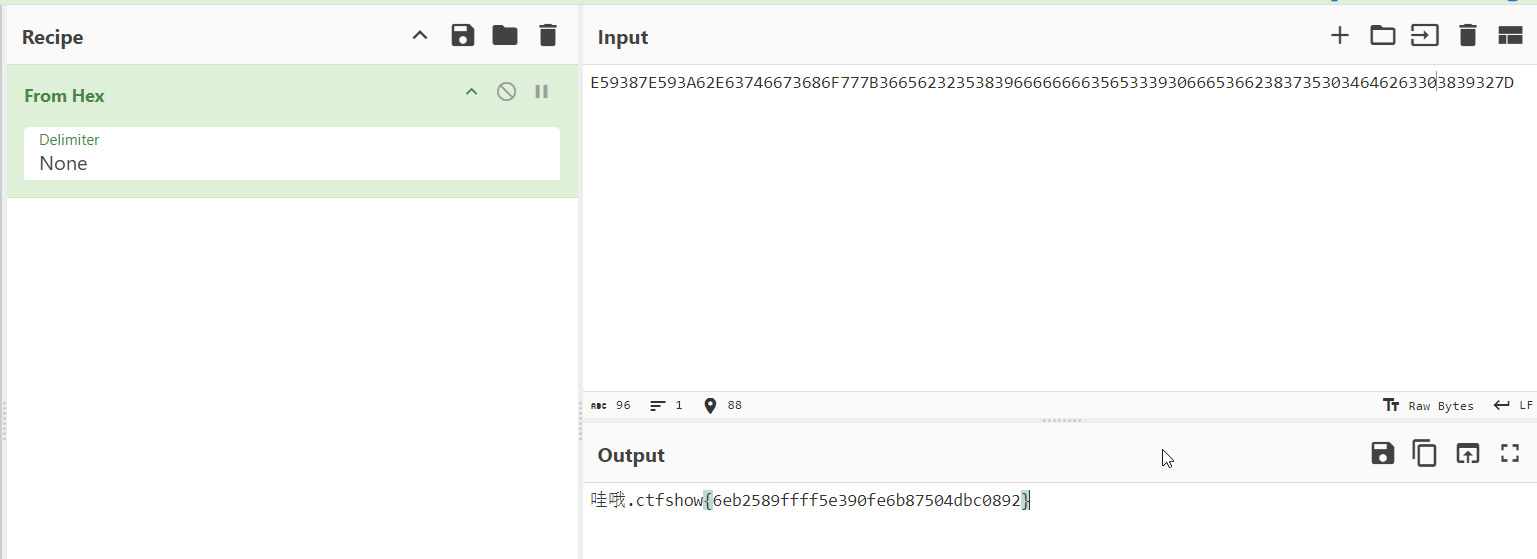 Recipe
From Hex
Delimiter
None
Input
E59387E593A62E63746673686F777B36656232353839666666663565333930666536623837353034646263303839327D
ABC 96 1 88 Raw Bytes LF
Output
哇哦.ctfshow{6eb2589ffff5e390fe6b87504dbc0892}